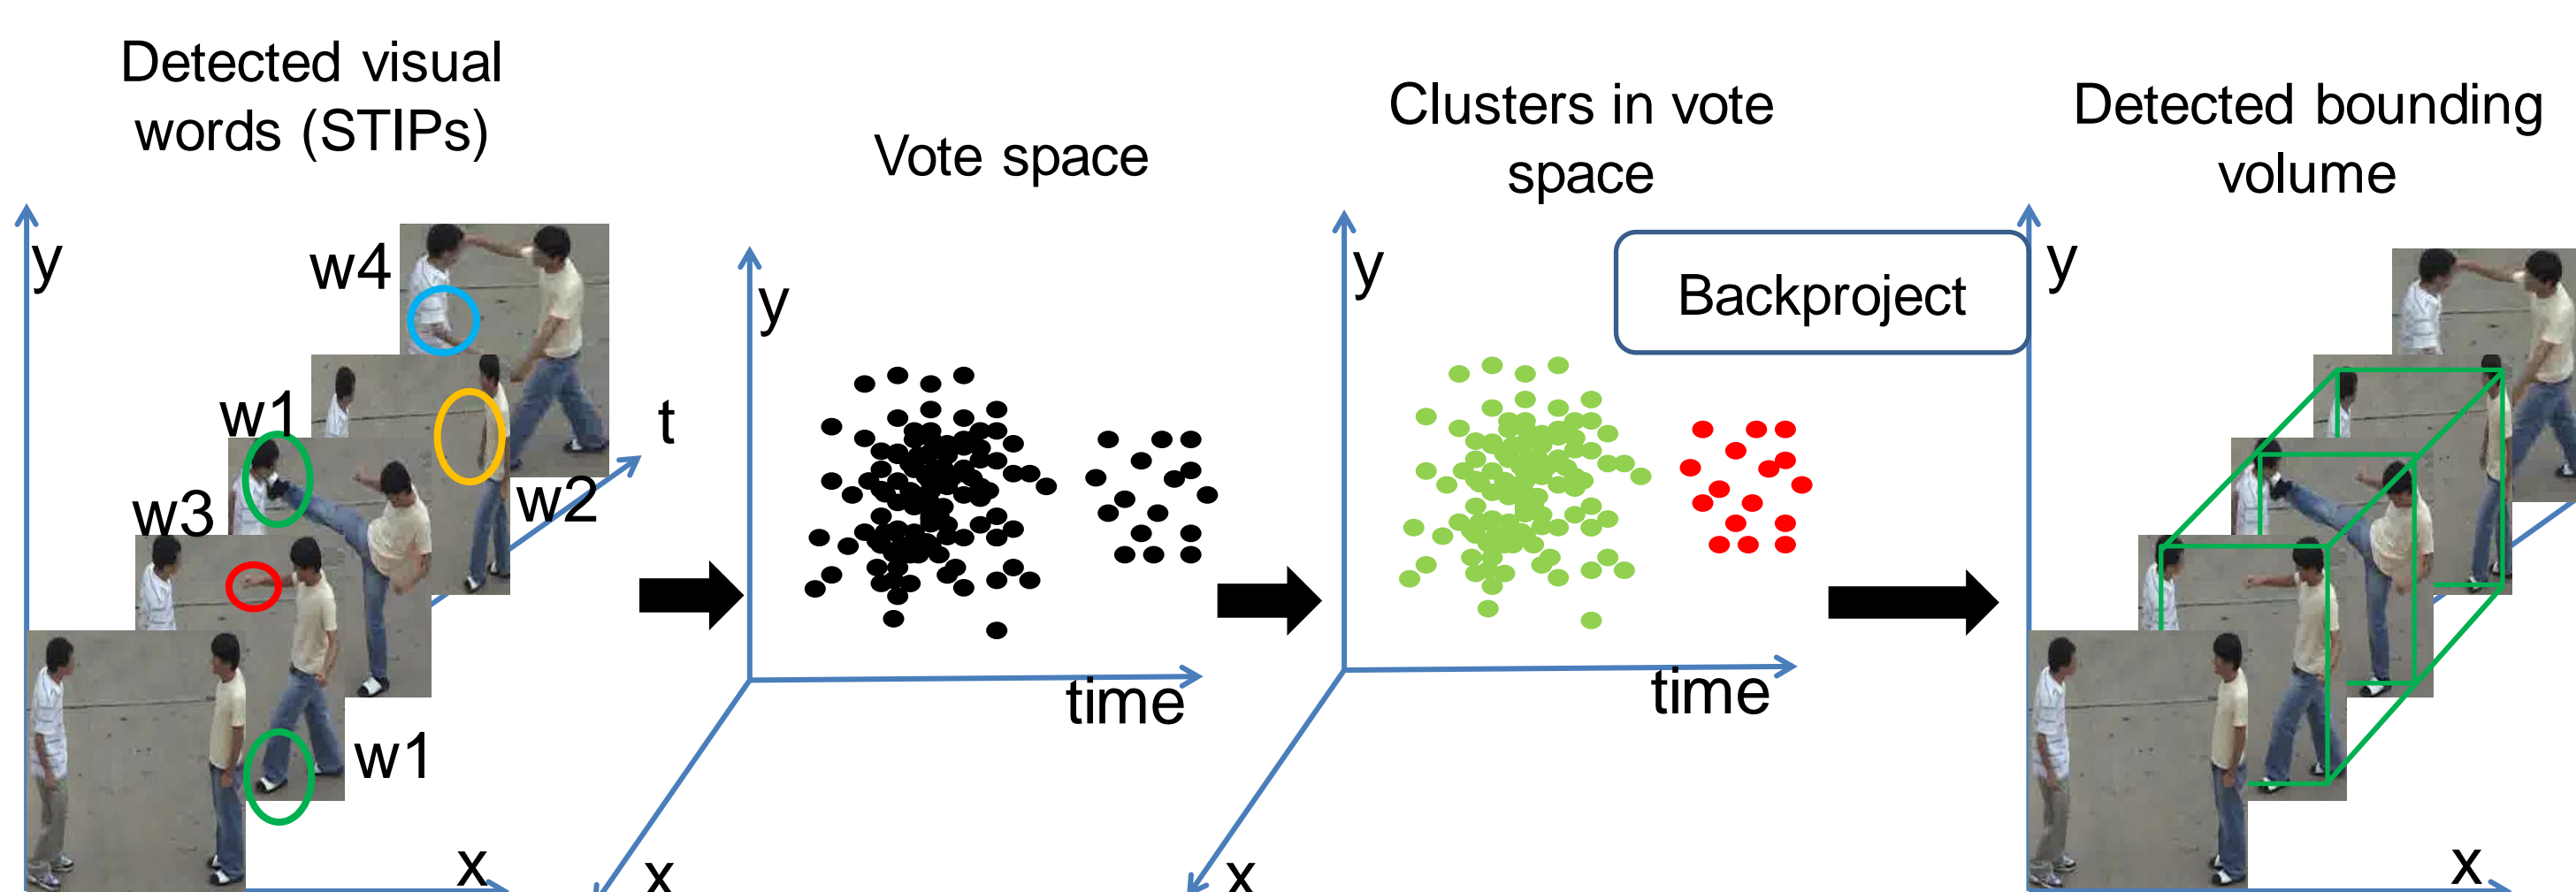 Detected visual
words (STIPs)
y
w4
w1
w3
w2
w1
t
x
Vote space
y
time
x
Clusters in vote
space
y
time
x
Backproject
Detected bounding
volume
y
x